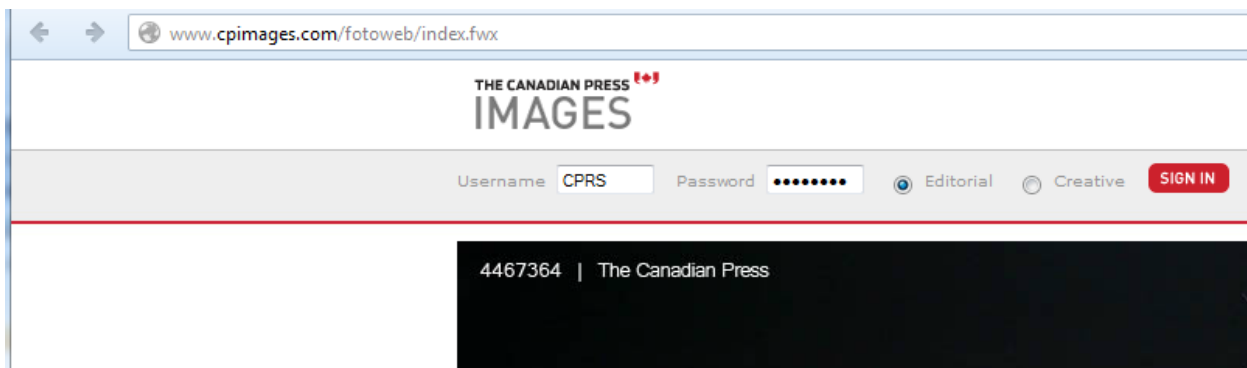 www.cpimages.com/fotoweb/index.fwx
THE CANADIAN PRESS
IMAGES
Username CPRS Password •••••••• Editorial Creative SIGN IN
4467364 | The Canadian Press